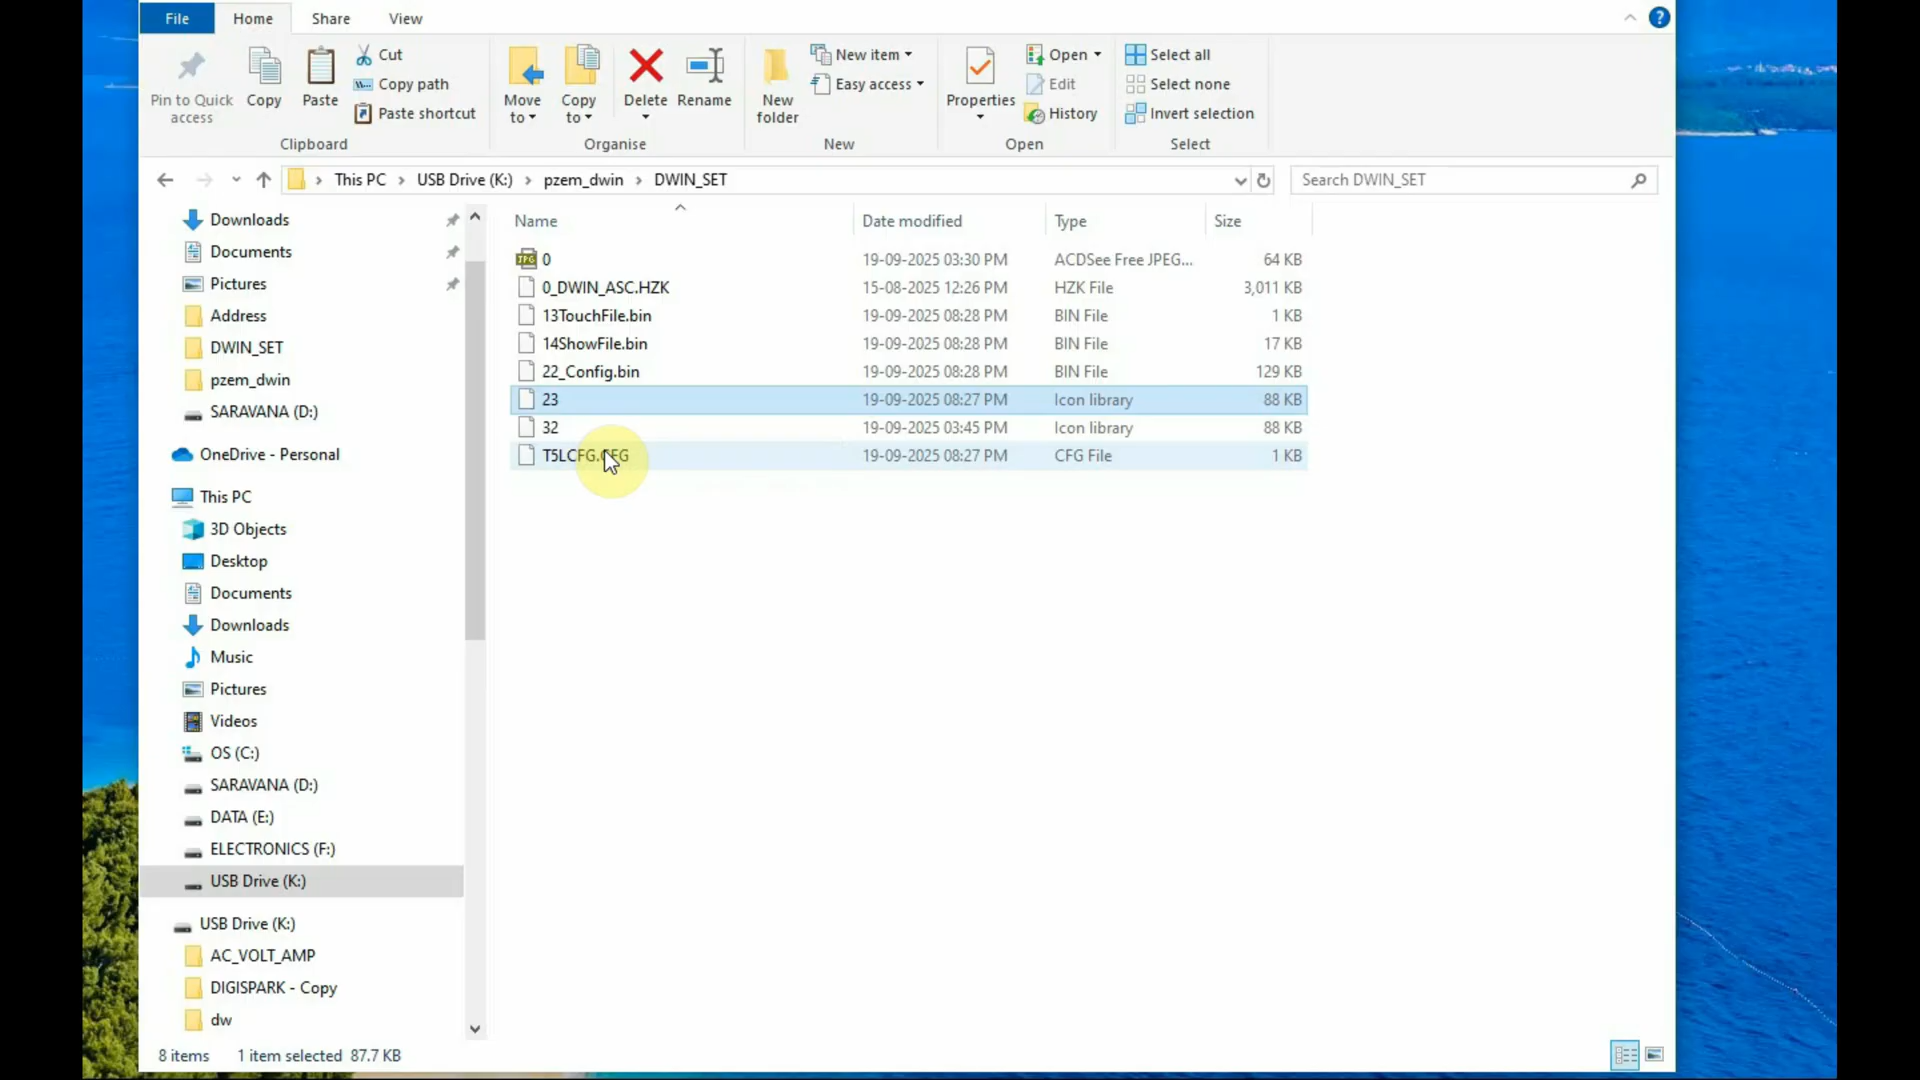 File Home Share View
Pin to Quick access
Copy
Paste
Cut
Copy path
Paste shortcut
Clipboard
Move to
Copy to
Delete
Rename
Organise
New folder
New item
Easy access
New
Properties
Open
Edit
History
Open
Select all
Select none
Invert selection
Select
This PC > USB Drive (K:) > pzem_dwin > DWIN_SET
Search DWIN_SET
Downloads
Documents
Pictures
Address
DWIN_SET
pzem_dwin
SARAVANA (D:)
OneDrive - Personal
This PC
3D Objects
Desktop
Documents
Downloads
Music
Pictures
Videos
OS (C:)
SARAVANA (D:)
DATA (E:)
ELECTRONICS (F:)
USB Drive (K:)
USB Drive (K:)
AC_VOLT_AMP
DIGISPARK - Copy
dw
Name Date modified Type Size
0 19-09-2025 03:30 PM ACDSee Free JPEG... 64 KB
0_DWIN_ASC.HZK 15-08-2025 12:26 PM HZK File 3,011 KB
13TouchFile.bin 19-09-2025 08:28 PM BIN File 1 KB
14ShowFile.bin 19-09-2025 08:28 PM BIN File 17 KB
22_Config.bin 19-09-2025 08:28 PM BIN File 129 KB
23 19-09-2025 08:27 PM Icon library 88 KB
32 19-09-2025 03:45 PM Icon library 88 KB
T5LCFG.CFG 19-09-2025 08:27 PM CFG File 1 KB
8 items 1 item selected 87.7 KB